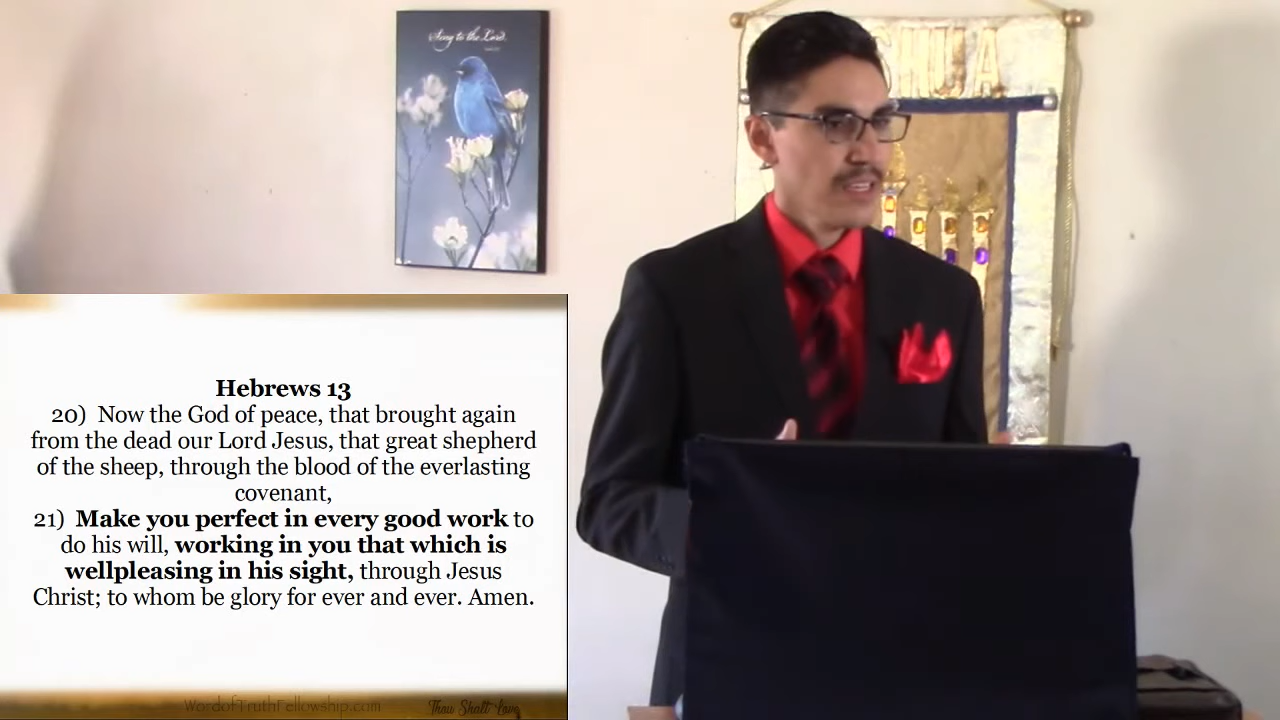 Sing to the Lord
HUA
Hebrews 13
20)  Now the God of peace, that brought again
from the dead our Lord Jesus, that great shepherd
of the sheep, through the blood of the everlasting
covenant,
21)  Make you perfect in every good work to
do his will, working in you that which is
wellpleasing in his sight, through Jesus
Christ; to whom be glory for ever and ever. Amen.
WordofTruthFellowship.com
Thou Shalt Love